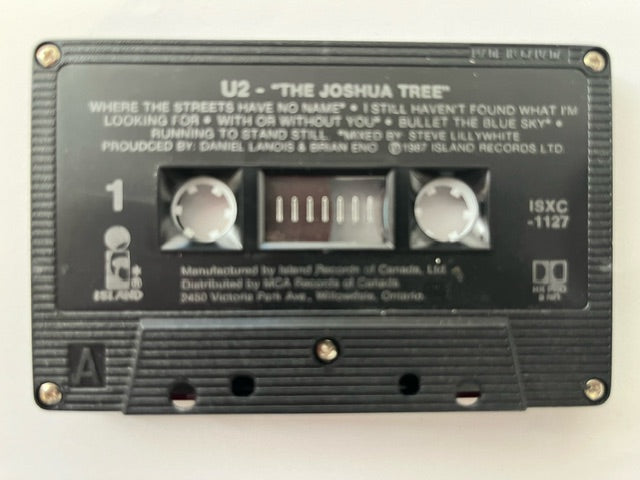 U2 - "THE JOSHUA TREE"
WHERE THE STREETS HAVE NO NAME* • I STILL HAVEN'T FOUND WHAT I'M
LOOKING FOR • WITH OR WITHOUT YOU* • BULLET THE BLUE SKY* •
RUNNING TO STAND STILL. *MIXED BY: STEVE LILLYWHITE
PROUDCED BY: DANIEL LANOIS & BRIAN ENO ℗1987 ISLAND RECORDS LTD.
1
ISXC
-1127
ISLAND
Manufactured by Island Records of Canada, Ltd.
Distributed by MCA Records of Canada
2450 Victoria Park Ave., Willowdale, Ontario.
HX PRO
B NR
A